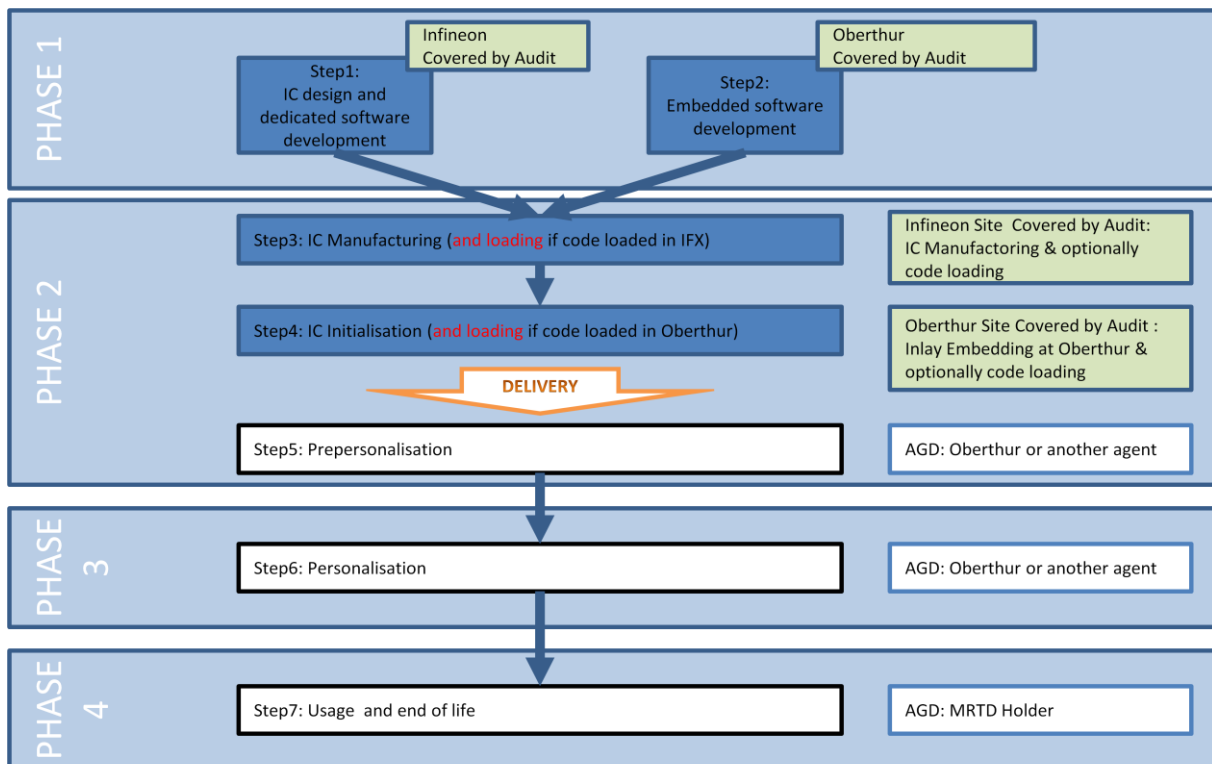 PHASE 1
Infineon
Covered by Audit
Step1:
IC design and
dedicated software
development
Oberthur
Covered by Audit
Step2:
Embedded software
development
PHASE 2
Step3: IC Manufacturing (and loading if code loaded in IFX)
Infineon Site  Covered by Audit:
IC Manufactoring & optionally
code loading
Step4: IC Initialisation (and loading if code loaded in Oberthur)
Oberthur Site Covered by Audit :
Inlay Embedding at Oberthur &
optionally code loading
DELIVERY
Step5: Prepersonalisation
AGD: Oberthur or another agent
PHASE
3
Step6: Personalisation
AGD: Oberthur or another agent
PHASE
4
Step7: Usage  and end of life
AGD: MRTD Holder